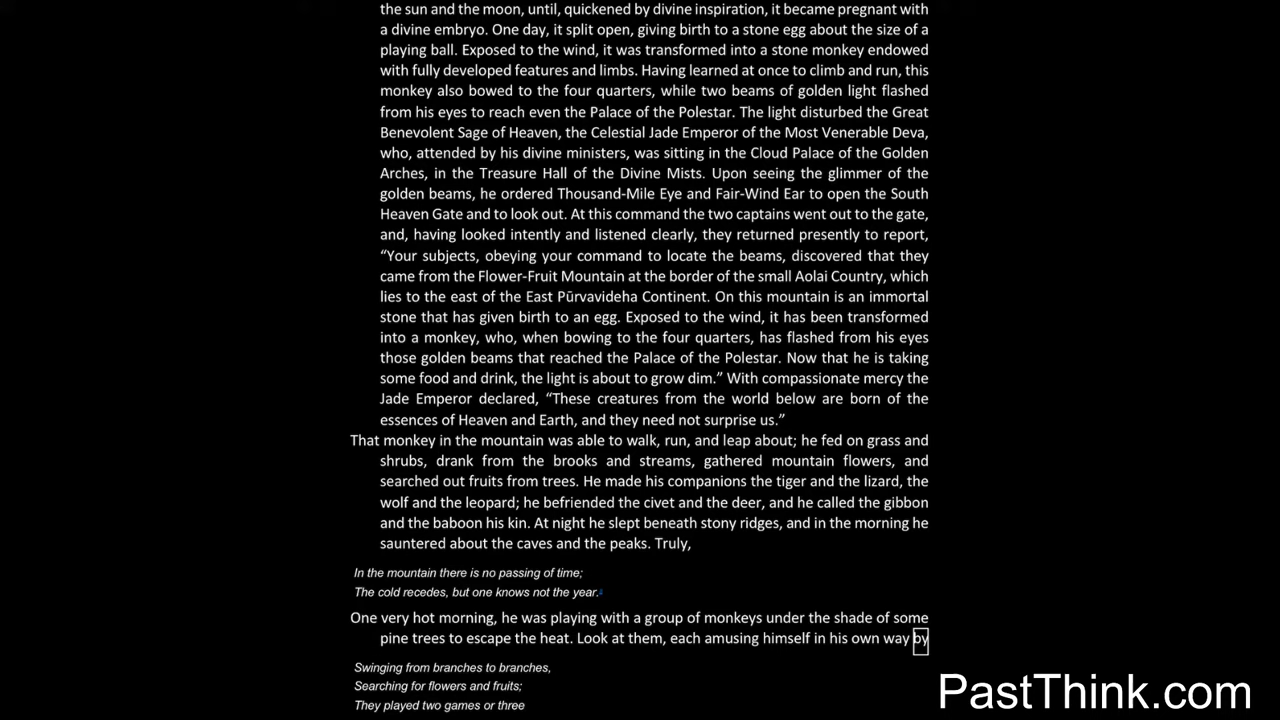 the sun and the moon, until, quickened by divine inspiration, it became pregnant with
a divine embryo. One day, it split open, giving birth to a stone egg about the size of a
playing ball. Exposed to the wind, it was transformed into a stone monkey endowed
with fully developed features and limbs. Having learned at once to climb and run, this
monkey also bowed to the four quarters, while two beams of golden light flashed
from his eyes to reach even the Palace of the Polestar. The light disturbed the Great
Benevolent Sage of Heaven, the Celestial Jade Emperor of the Most Venerable Deva,
who, attended by his divine ministers, was sitting in the Cloud Palace of the Golden
Arches, in the Treasure Hall of the Divine Mists. Upon seeing the glimmer of the
golden beams, he ordered Thousand-Mile Eye and Fair-Wind Ear to open the South
Heaven Gate and to look out. At this command the two captains went out to the gate,
and, having looked intently and listened clearly, they returned presently to report,
“Your subjects, obeying your command to locate the beams, discovered that they
came from the Flower-Fruit Mountain at the border of the small Aolai Country, which
lies to the east of the East Pūrvavideha Continent. On this mountain is an immortal
stone that has given birth to an egg. Exposed to the wind, it has been transformed
into a monkey, who, when bowing to the four quarters, has flashed from his eyes
those golden beams that reached the Palace of the Polestar. Now that he is taking
some food and drink, the light is about to grow dim.” With compassionate mercy the
Jade Emperor declared, “These creatures from the world below are born of the
essences of Heaven and Earth, and they need not surprise us.”
That monkey in the mountain was able to walk, run, and leap about; he fed on grass and
shrubs, drank from the brooks and streams, gathered mountain flowers, and
searched out fruits from trees. He made his companions the tiger and the lizard, the
wolf and the leopard; he befriended the civet and the deer, and he called the gibbon
and the baboon his kin. At night he slept beneath stony ridges, and in the morning he
sauntered about the caves and the peaks. Truly,
In the mountain there is no passing of time;
The cold recedes, but one knows not the year.
One very hot morning, he was playing with a group of monkeys under the shade of some
pine trees to escape the heat. Look at them, each amusing himself in his own way by
Swinging from branches to branches,
Searching for flowers and fruits;
They played two games or three
PastThink.com